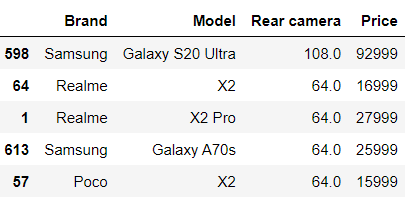 Brand Model Rear camera Price
598 Samsung Galaxy S20 Ultra 108.0 92999
64 Realme X2 64.0 16999
1 Realme X2 Pro 64.0 27999
613 Samsung Galaxy A70s 64.0 25999
57 Poco X2 64.0 15999